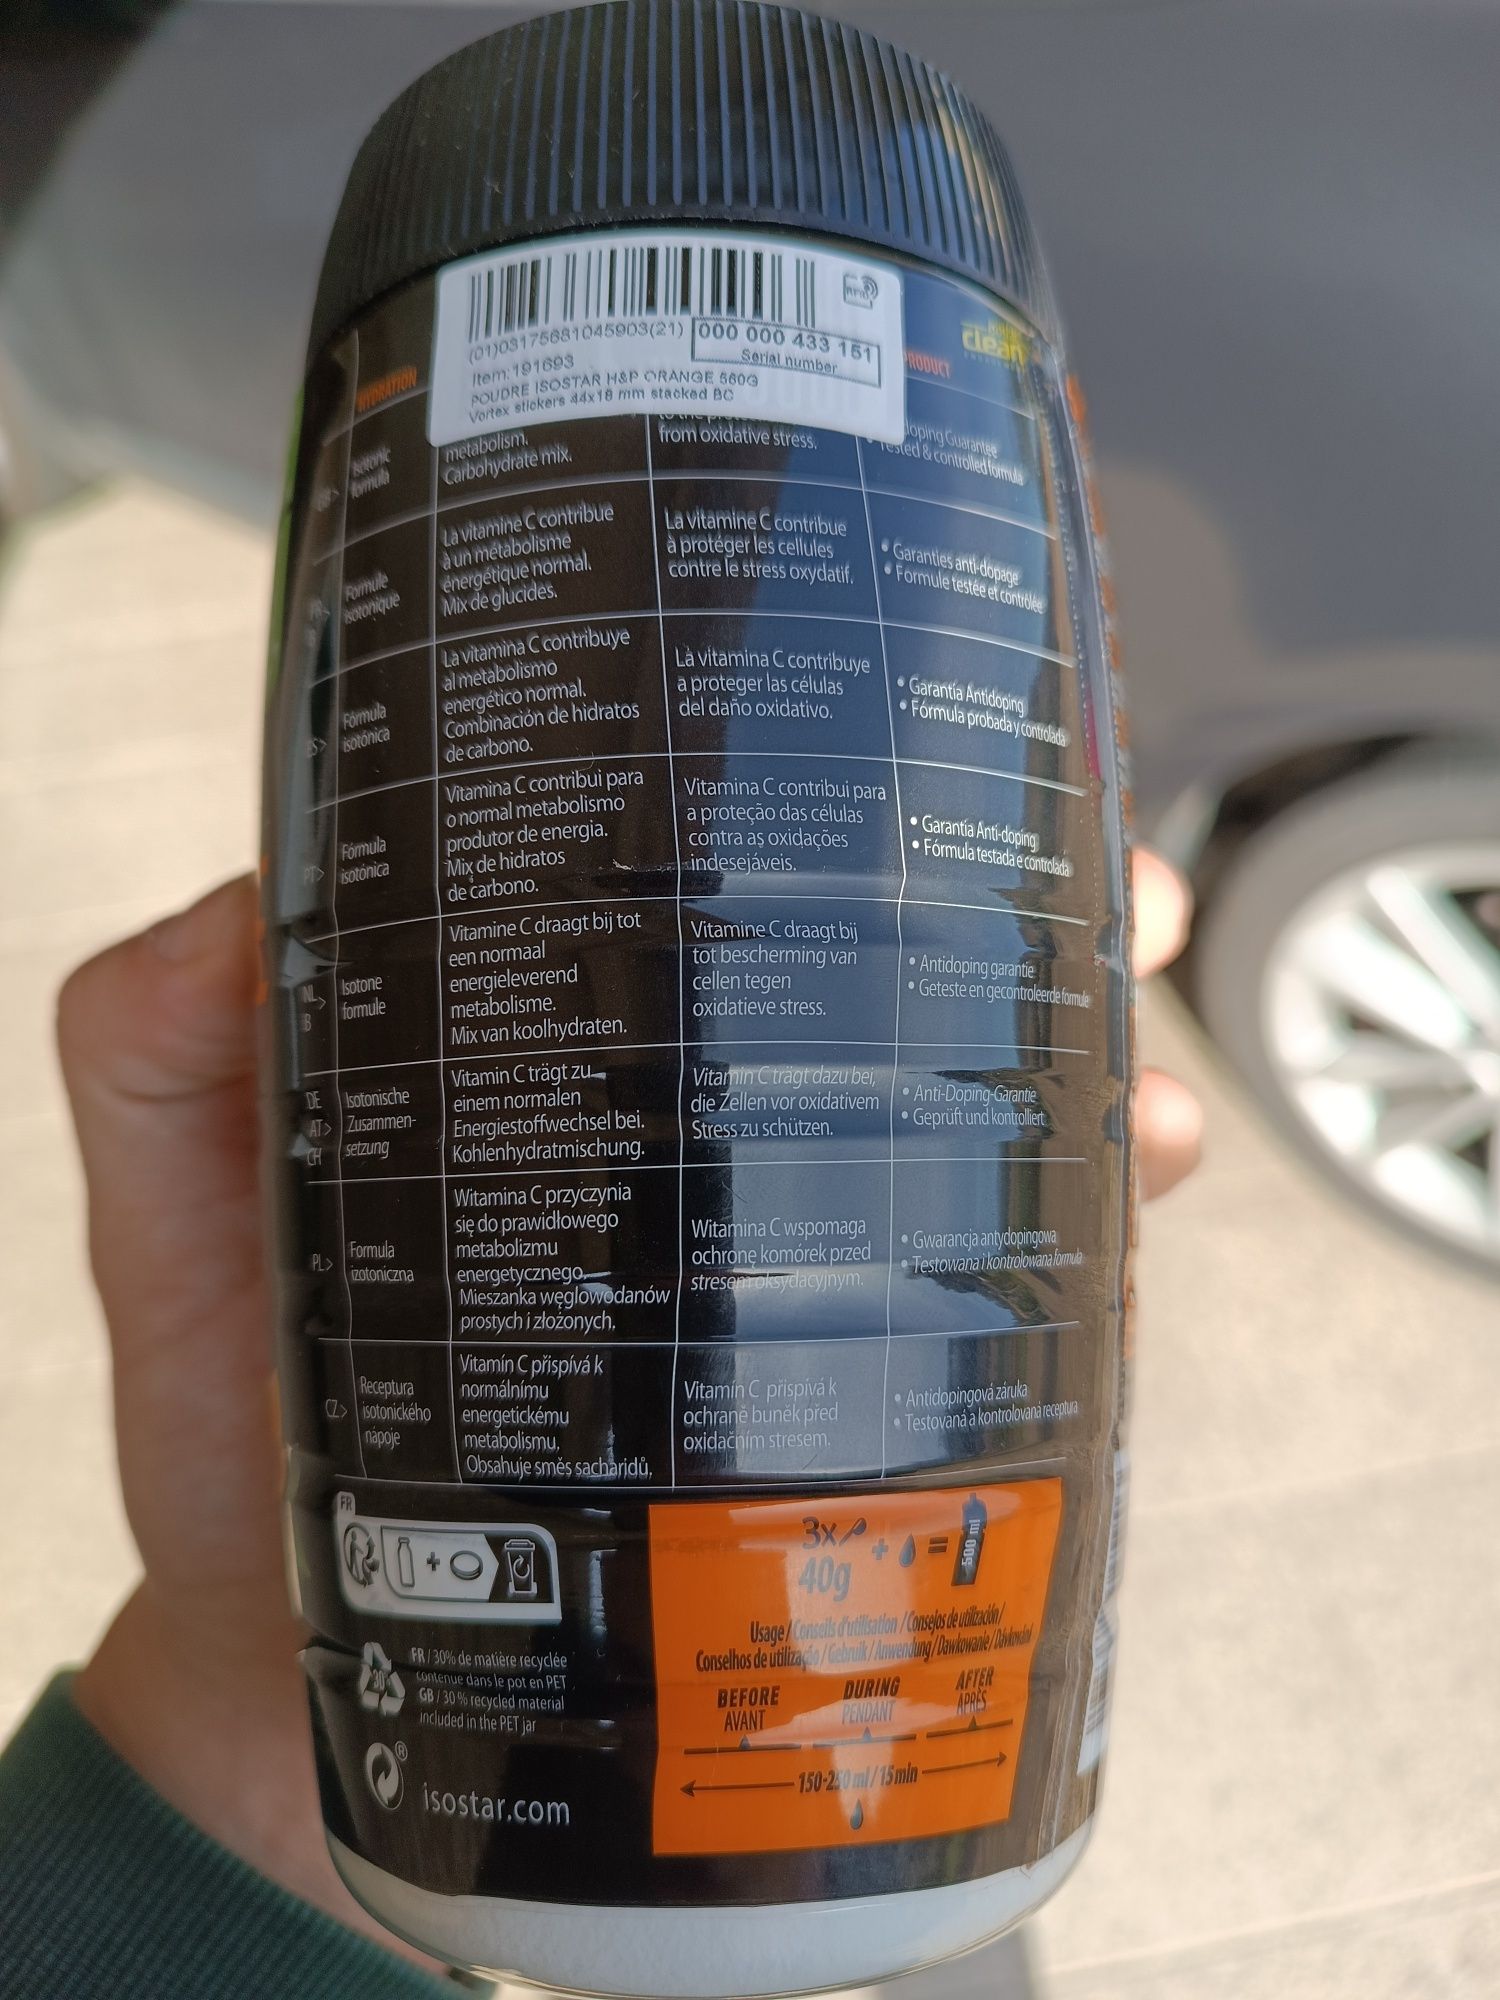 (01)03175681045903(21)
000 000 433 151
Serial number
Item:191693
POUDRE ISOSTAR H&P ORANGE 560G
Vortex stickers 44x18 mm stacked BC
RFID
clean
HYDRATION
PRODUCT
GB>
Isotonic
formula
metabolism.
Carbohydrate mix.
from oxidative stress.
doping Guarantee
Tested & controlled formula
FR>
B
Formule
isotonique
La vitamine C contribue
à un métabolisme
énergétique normal.
Mix de glucides.
La vitamine C contribue
à protéger les cellules
contre le stress oxydatif.
• Garanties anti-dopage
• Formule testée et contrôlée
ES>
Fórmula
isotónica
La vitamina C contribuye
al metabolismo
energético normal.
Combinación de hidratos
de carbono.
La vitamina C contribuye
a proteger las células
del daño oxidativo.
• Garantía Antidoping
• Fórmula probada y controlada
PT>
Fórmula
isotônica
Vitamina C contribui para
o normal metabolismo
produtor de energia.
Mix de hidratos
de carbono.
Vitamina C contribui para
a proteção das células
contra as oxidações
indesejáveis.
• Garantía Anti-doping
• Fórmula testada e controlada
NL>
B
Isotone
formule
Vitamine C draagt bij tot
een normaal
energieleverend
metabolisme.
Mix van koolhydraten.
Vitamine C draagt bij
tot bescherming van
cellen tegen
oxidatieve stress.
• Antidoping garantie
• Geteste en gecontroleerde formule
DE
AT>
CH
Isotonische
Zusammen-
setzung
Vitamin C trägt zu
einem normalen
Energiestoffwechsel bei.
Kohlenhydratmischung.
Vitamin C trägt dazu bei,
die Zellen vor oxidativem
Stress zu schützen.
• Anti-Doping-Garantie
• Geprüft und kontrolliert
PL>
Formula
izotoniczna
Witamina C przyczynia
się do prawidłowego
metabolizmu
energetycznego.
Mieszanka węglowodanów
prostych i złożonych.
Witamina C wspomaga
ochronę komórek przed
stresem oksydacyjnym.
• Gwarancja antydopingowa
• Testowana i kontrolowana formuła
CZ>
Receptura
isotonického
nápoje
Vitamín C přispívá k
normálnímu
energetickému
metabolismu.
Obsahuje směs sacharidů.
Vitamín C přispívá k
ochraně buněk před
oxidačním stresem.
• Antidopingová záruka
• Testovaná a kontrolovaná receptura
FR
+
30
FR / 30% de matière recyclée
contenue dans le pot en PET
GB / 30 % recycled material
included in the PET jar
®
isostar.com
3x
40g
+ = 500 ml
Usage / Conseils d'utilisation / Consejos de utilización /
Conselhos de utilização / Gebruik / Anwendung / Dawkowanie / Dávkování
BEFORE
AVANT
DURING
PENDANT
AFTER
APRÈS
150-250 ml / 15min